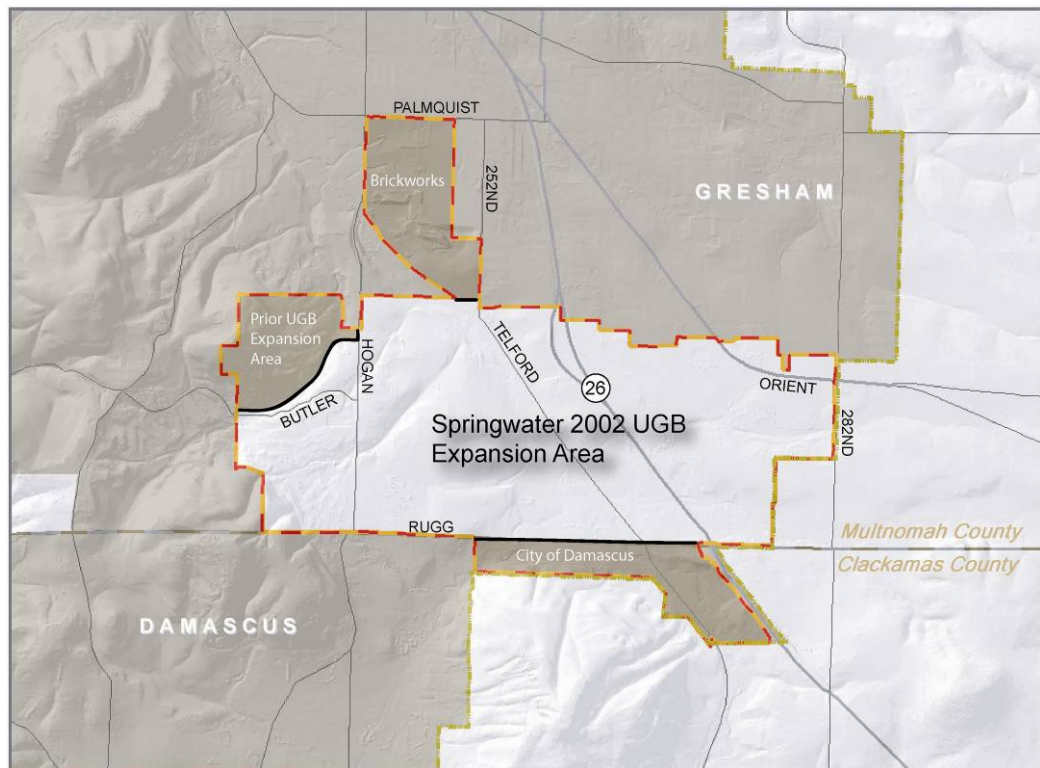 PALMQUIST
Brickworks
252ND
GRESHAM
Prior UGB
Expansion
Area
HOGAN
TELFORD
BUTLER
26
ORIENT
Springwater 2002 UGB
Expansion Area
282ND
RUGG
Multnomah County
City of Damascus
Clackamas County
DAMASCUS